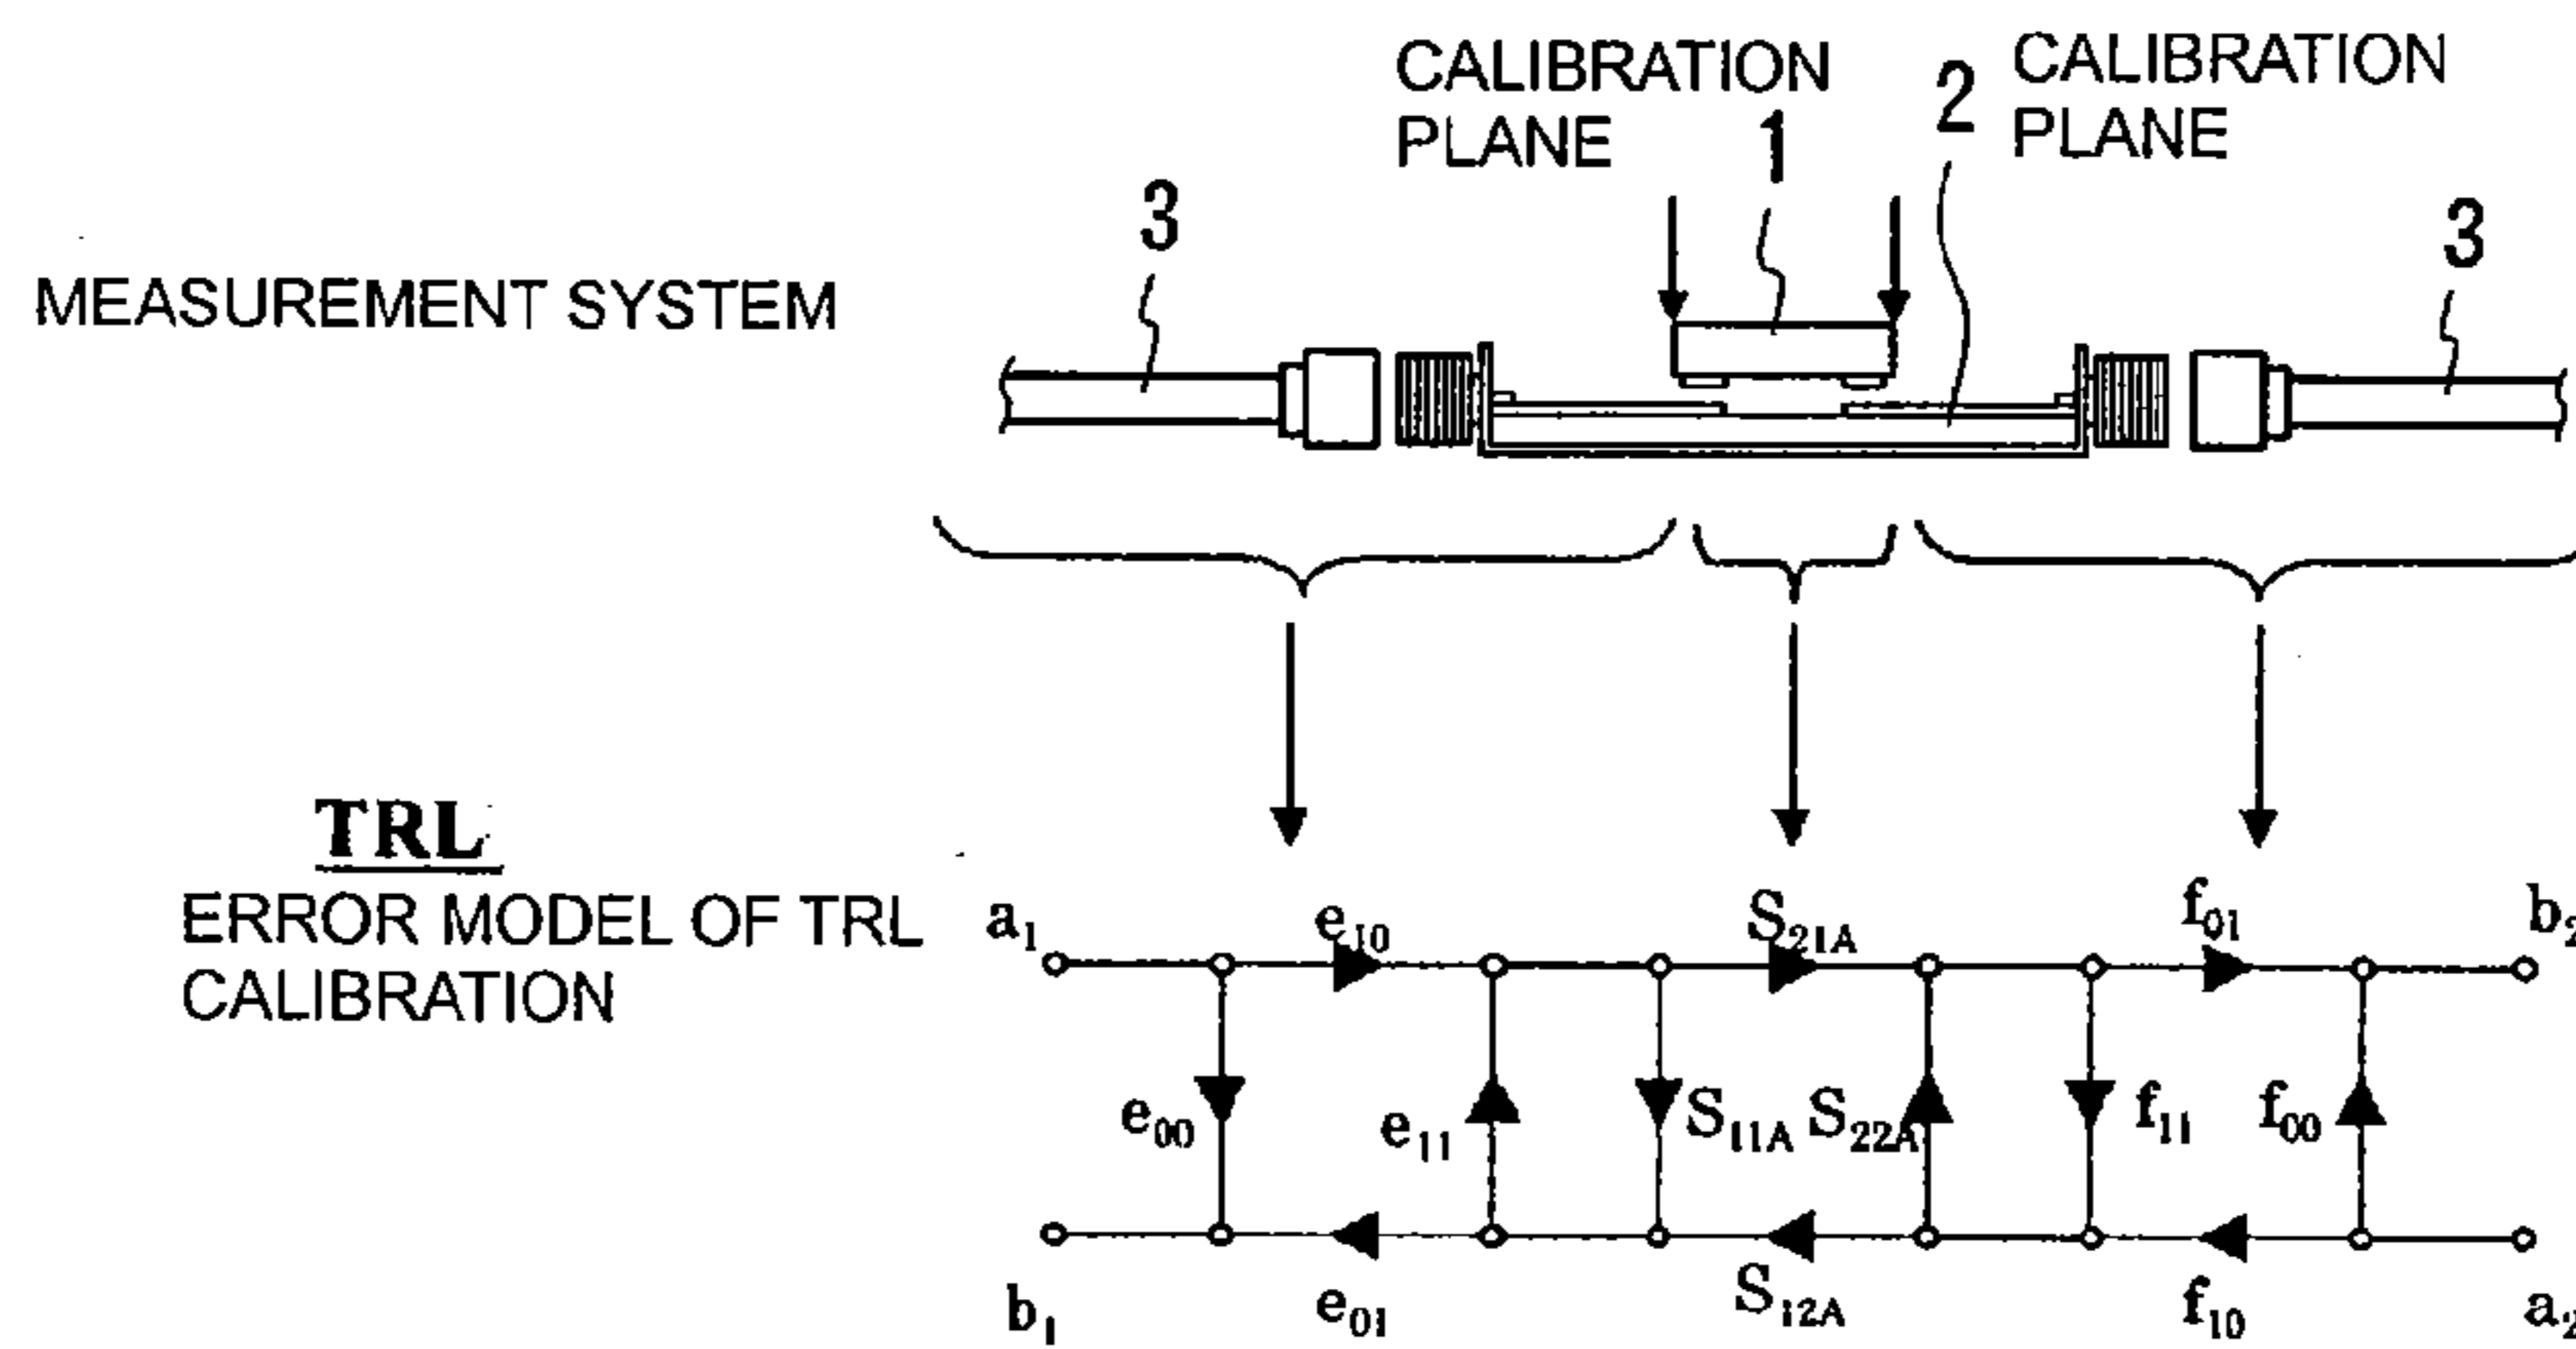 CALIBRATION
PLANE
1
2
CALIBRATION
PLANE
3
3
MEASUREMENT SYSTEM
TRL
ERROR MODEL OF TRL
CALIBRATION
a₁
e₁₀
S₂₁A
f₀₁
b₂
e₀₀
e₁₁
S₁₁A
S₂₂A
f₁₁
f₀₀
b₁
e₀₁
S₁₂A
f₁₀
a₂